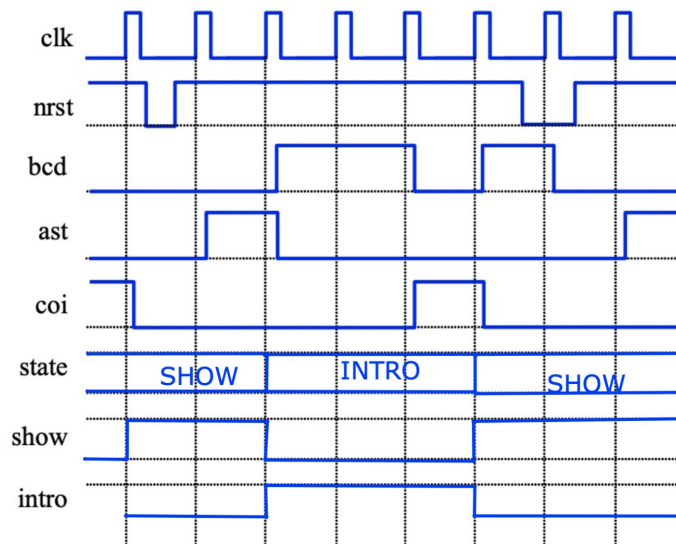 clk
nrst
bcd
ast
coi
state SHOW INTRO SHOW
show
intro